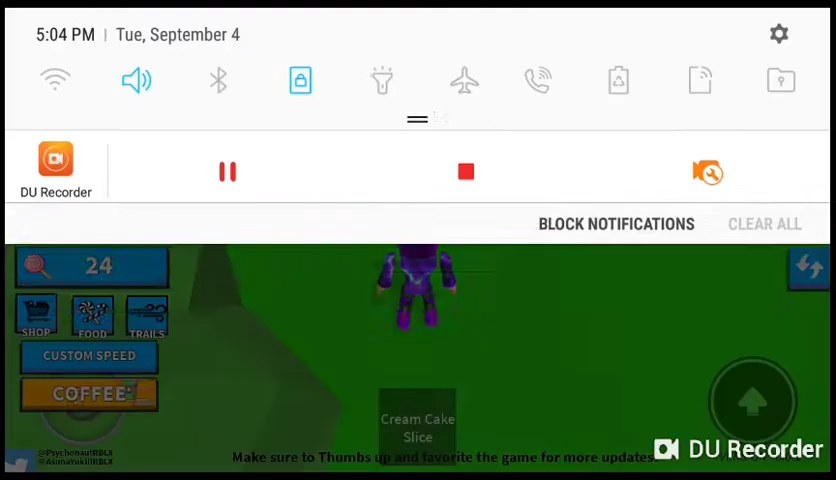 5:04 PM | Tue, September 4
DU Recorder
BLOCK NOTIFICATIONS CLEAR ALL
24
SHOP FOOD TRAILS
CUSTOM SPEED
COFFEE
Cream Cake
Slice
@PsychonautRBLX
@AsunaYukiiiRBLX
Make sure to Thumbs up and favorite the game for more updates
DU Recorder